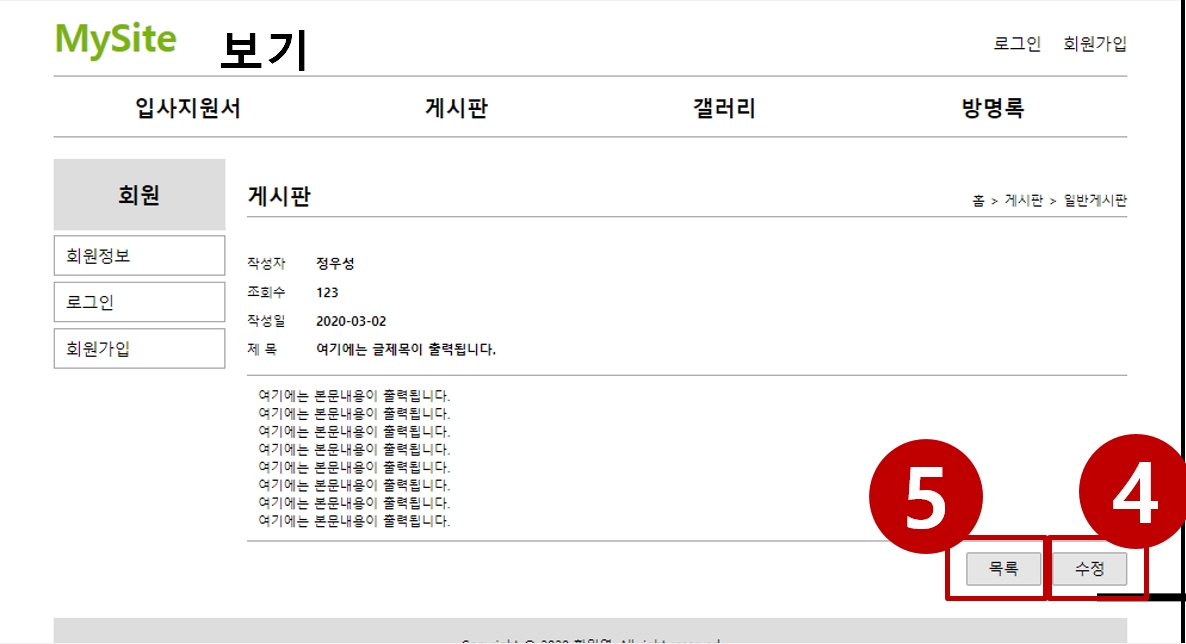 MySite 보기 로그인 회원가입
입사지원서 게시판 갤러리 방명록
회원
회원정보
로그인
회원가입
게시판 홈 > 게시판 > 일반게시판
작성자 정우성
조회수 123
작성일 2020-03-02
제 목 여기에는 글제목이 출력됩니다.
여기에는 본문내용이 출력됩니다.
여기에는 본문내용이 출력됩니다.
여기에는 본문내용이 출력됩니다.
여기에는 본문내용이 출력됩니다.
여기에는 본문내용이 출력됩니다.
여기에는 본문내용이 출력됩니다.
여기에는 본문내용이 출력됩니다.
여기에는 본문내용이 출력됩니다.
5 4
목록 수정